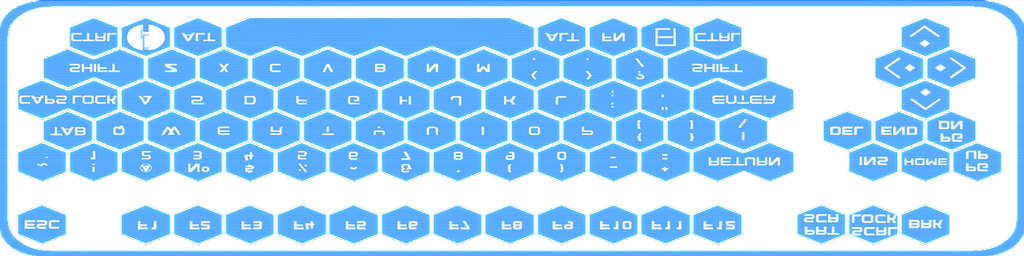 CTRL ALT ALT FN CTRL
SHIFT Z X C V B N M SHIFT
CAPS LOCK A S D F G H J K L ENTER
TAB Q W E R T Y U I O P [ { ] } \ | DEL END PG DN
1 ! 2 @ 3 No 4 $ 5 % 6 ^ 7 & 8 9 ( 0 ) - _ = + RETURN INS HOME PG UP
ESC F1 F2 F3 F4 F5 F6 F7 F8 F9 F10 F11 F12 PRT SCR SCRL LOCK BRK